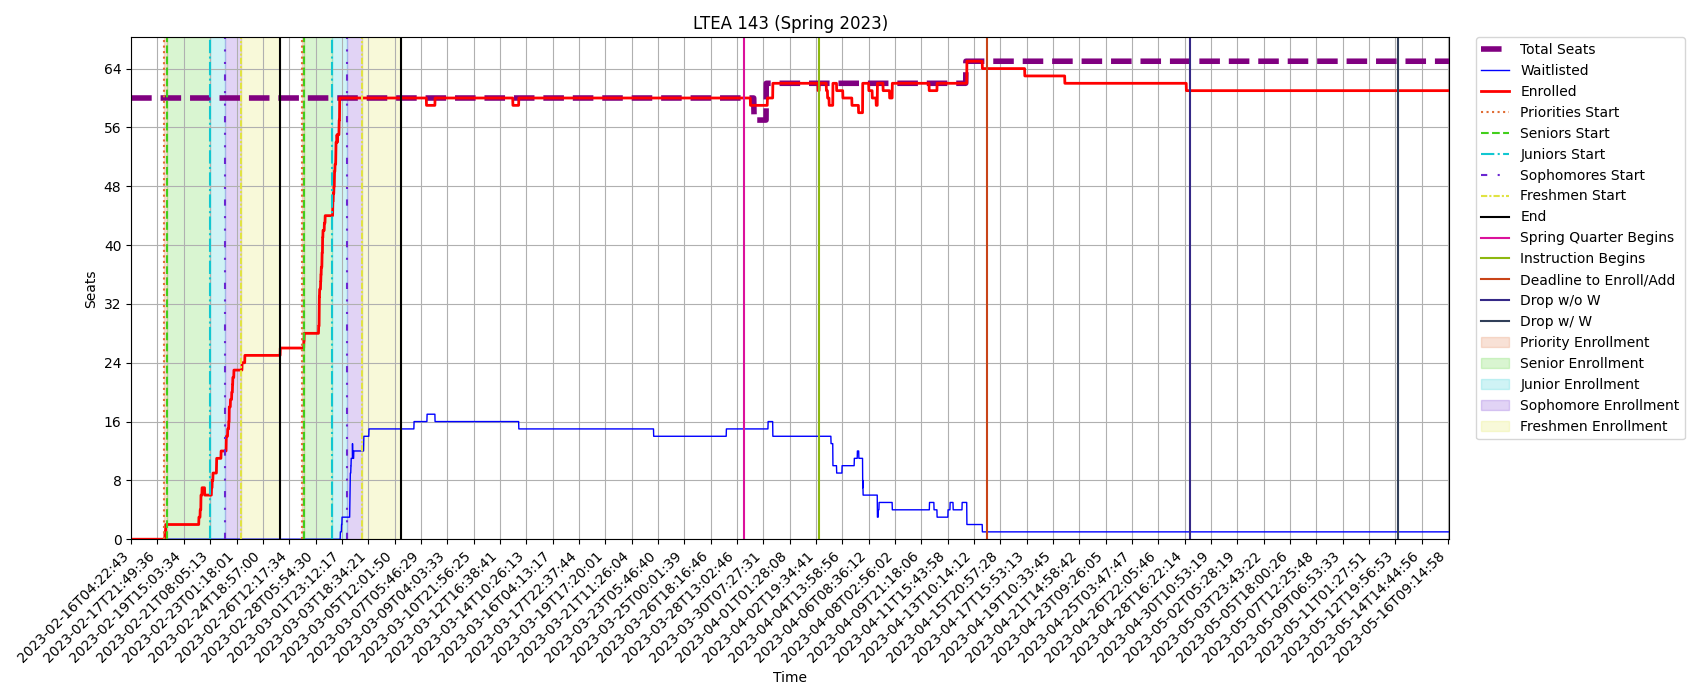 LTEA 143 (Spring 2023)
64
56
48
40
32
24
16
8
0
Seats
2023-02-16T04:22:43
2023-02-17T21:49:36
2023-02-19T15:03:34
2023-02-21T08:05:13
2023-02-23T01:18:01
2023-02-24T18:57:00
2023-02-26T12:17:34
2023-02-28T05:54:30
2023-03-01T23:12:17
2023-03-03T18:34:21
2023-03-05T12:01:50
2023-03-07T05:46:29
2023-03-09T04:03:33
2023-03-10T21:56:25
2023-03-12T16:38:41
2023-03-14T10:26:13
2023-03-16T04:13:17
2023-03-17T22:37:44
2023-03-19T17:20:01
2023-03-21T11:26:04
2023-03-23T05:46:40
2023-03-25T00:01:39
2023-03-26T18:16:46
2023-03-28T13:02:46
2023-03-30T07:27:31
2023-04-01T01:28:08
2023-04-02T19:34:41
2023-04-04T13:58:56
2023-04-06T08:36:12
2023-04-08T02:56:02
2023-04-09T21:18:06
2023-04-11T15:43:58
2023-04-13T10:14:12
2023-04-15T20:57:28
2023-04-17T15:53:13
2023-04-19T10:33:45
2023-04-21T14:58:42
2023-04-23T09:26:05
2023-04-25T03:47:47
2023-04-26T22:05:46
2023-04-28T16:22:14
2023-04-30T10:53:19
2023-05-02T05:28:19
2023-05-03T23:43:22
2023-05-05T18:00:26
2023-05-07T12:25:48
2023-05-09T06:53:33
2023-05-11T01:27:51
2023-05-12T19:56:53
2023-05-14T14:44:56
2023-05-16T09:14:58
Time
Total Seats
Waitlisted
Enrolled
Priorities Start
Seniors Start
Juniors Start
Sophomores Start
Freshmen Start
End
Spring Quarter Begins
Instruction Begins
Deadline to Enroll/Add
Drop w/o W
Drop w/ W
Priority Enrollment
Senior Enrollment
Junior Enrollment
Sophomore Enrollment
Freshmen Enrollment